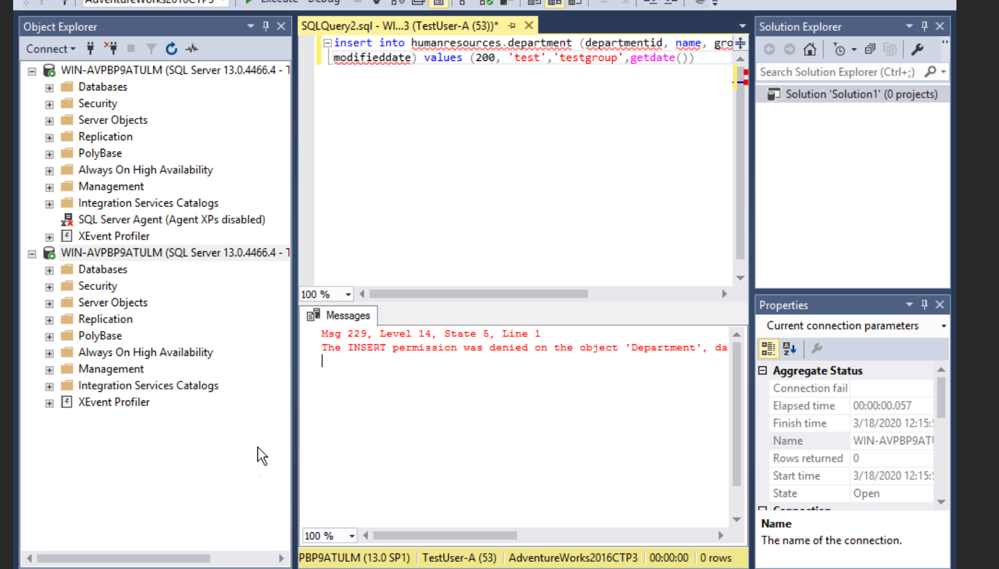 AdventureWorks2016CTP3
Execute
Debug
Object Explorer
Connect
WIN-AVPBP9ATULM (SQL Server 13.0.4466.4 - T
Databases
Security
Server Objects
Replication
PolyBase
Always On High Availability
Management
Integration Services Catalogs
SQL Server Agent (Agent XPs disabled)
XEvent Profiler
WIN-AVPBP9ATULM (SQL Server 13.0.4466.4 - T
Databases
Security
Server Objects
Replication
PolyBase
Always On High Availability
Management
Integration Services Catalogs
XEvent Profiler
SQLQuery2.sql - WI...3 (TestUser-A (53))*
insert into humanresources.department (departmentid, name, gro
modifieddate) values (200, 'test','testgroup',getdate())
100 %
Messages
Msg 229, Level 14, State 5, Line 1
The INSERT permission was denied on the object 'Department', da
100 %
PBP9ATULM (13.0 SP1) TestUser-A (53) AdventureWorks2016CTP3 00:00:00 0 rows
Solution Explorer
Search Solution Explorer (Ctrl+;)
Solution 'Solution1' (0 projects)
Properties
Current connection parameters
Aggregate Status
Connection fail
Elapsed time 00:00:00.057
Finish time 3/18/2020 12:15:5
Name WIN-AVPBP9ATU
Rows returned 0
Start time 3/18/2020 12:15:5
State Open
Connection
Name
The name of the connection.